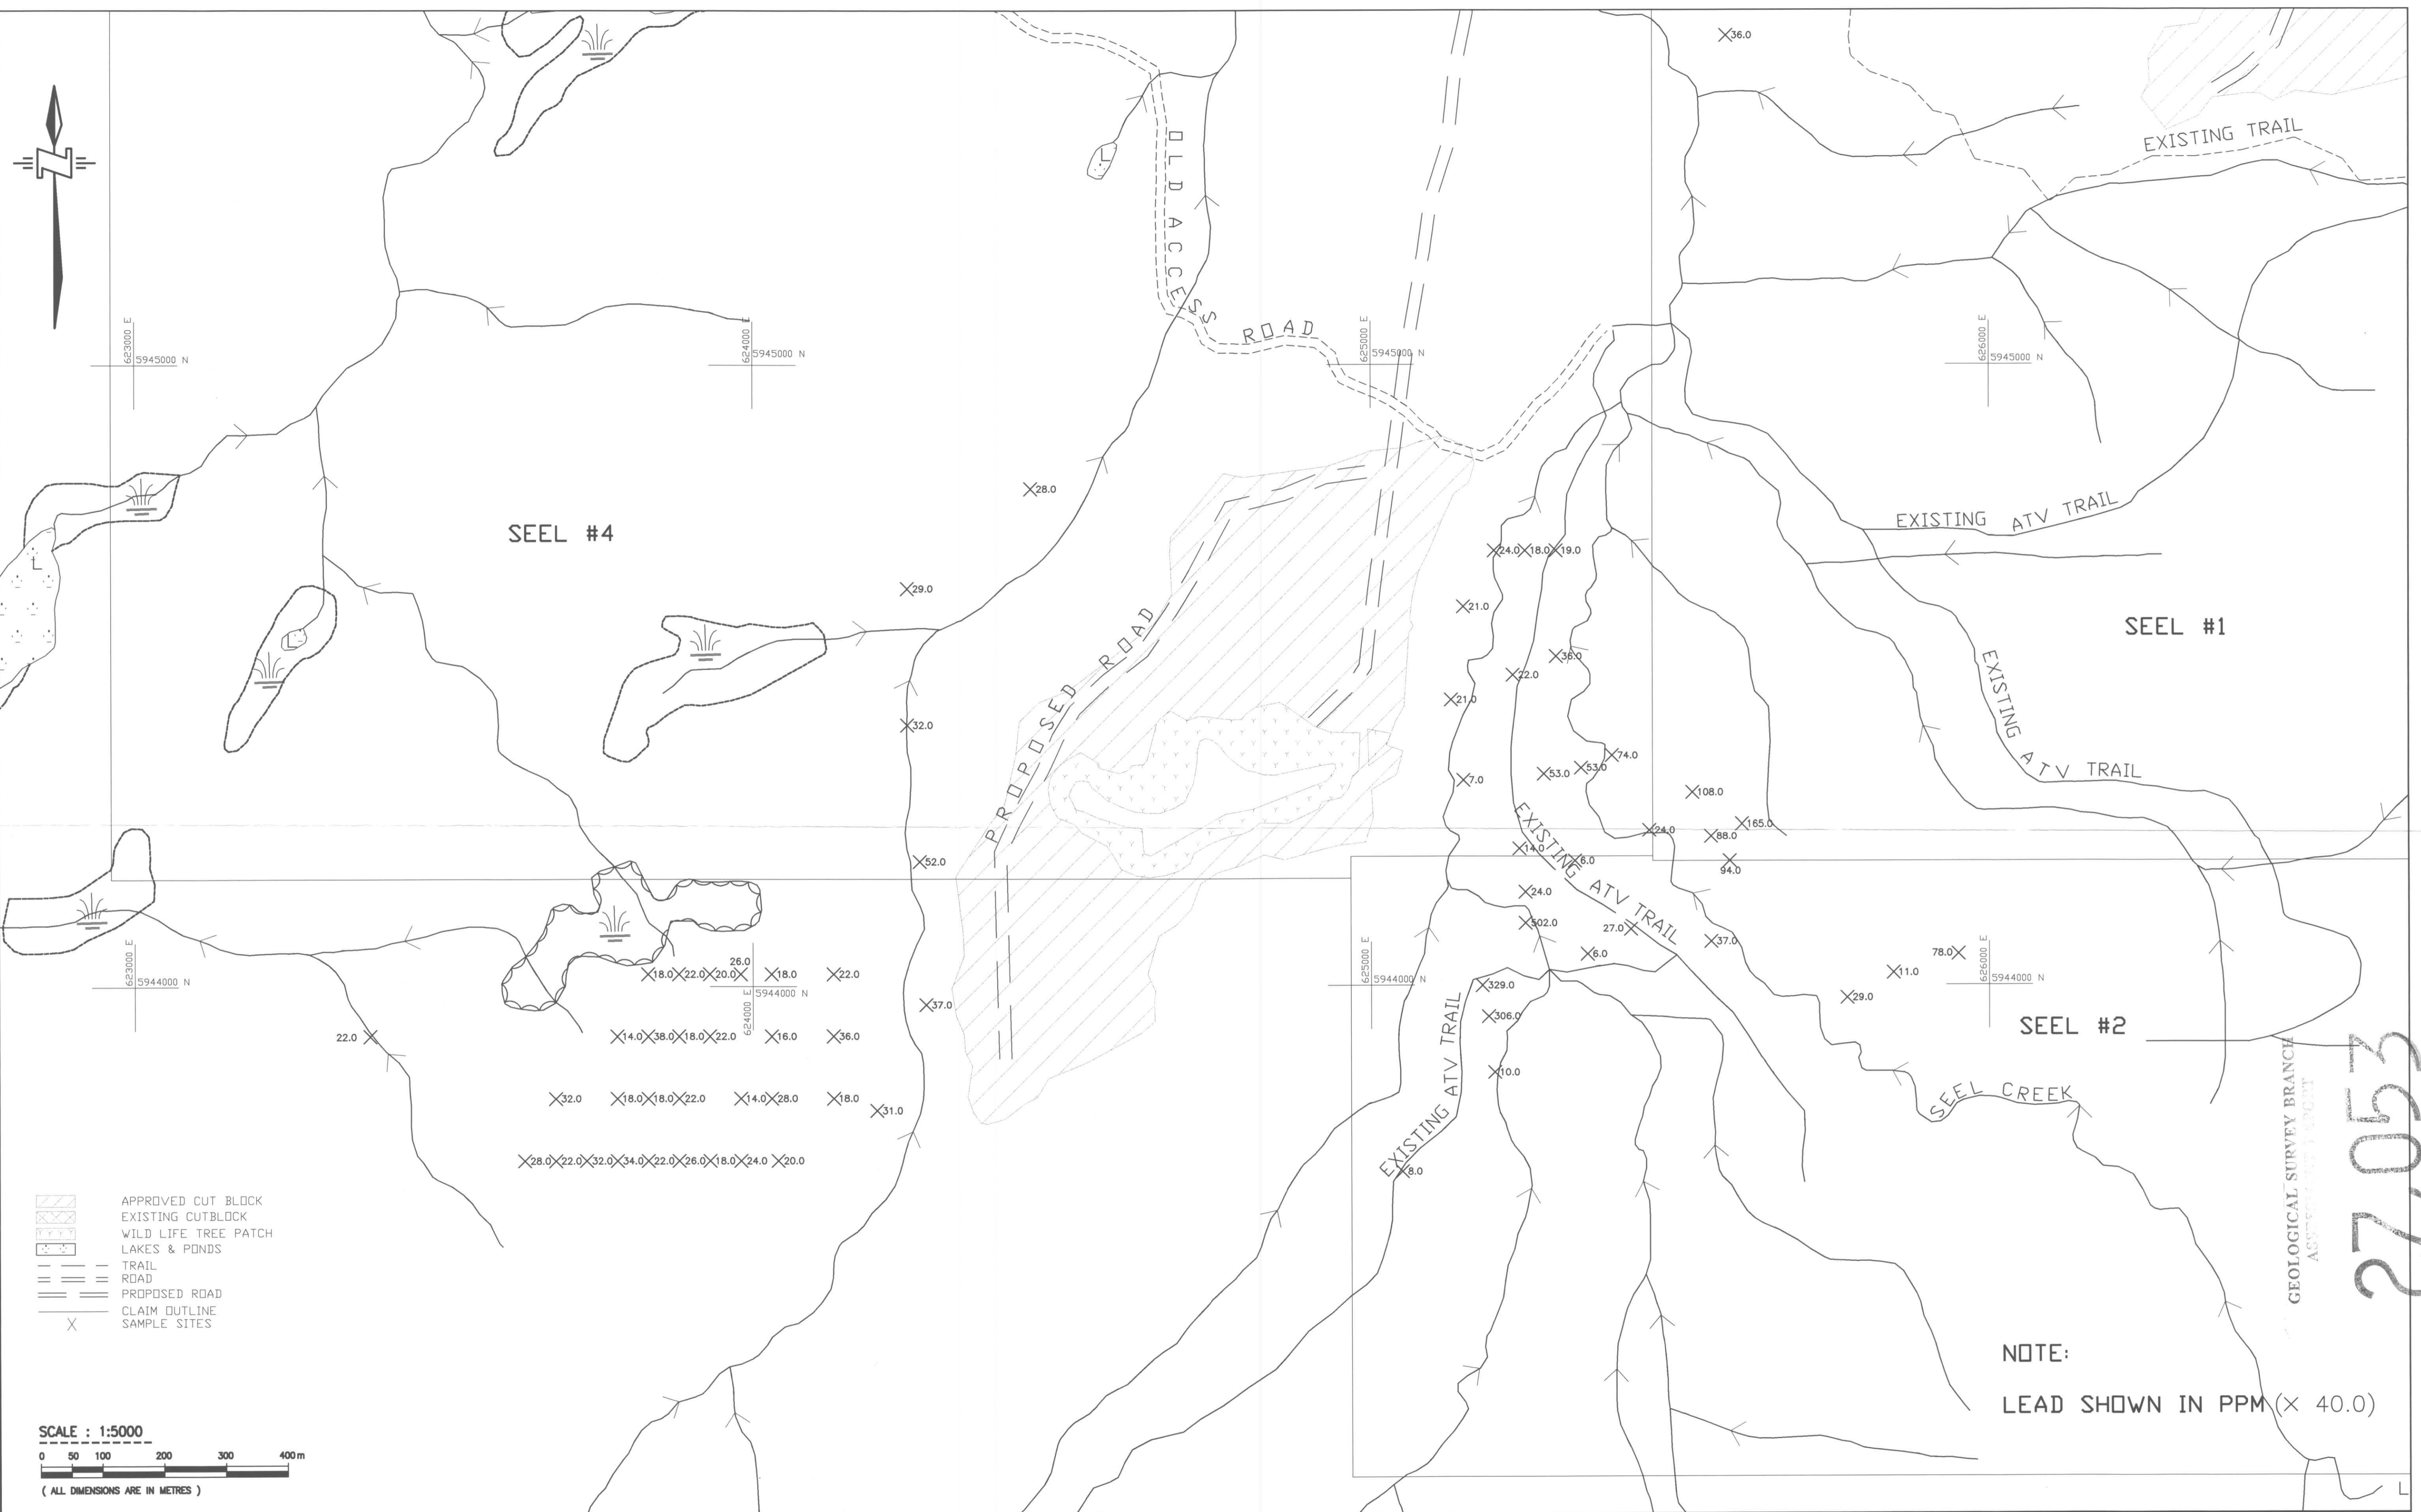 36.0
EXISTING TRAIL
L
OLD ACCESS ROAD
623000 E
5945000 N
624000 E
5945000 N
625000 E
5945000 N
626000 E
5945000 N
28.0
SEEL #4
EXISTING ATV TRAIL
24.0 18.0 19.0
L
29.0
21.0
SEEL #1
L
PROPOSED ROAD
36.0
22.0
21.0
EXISTING ATV TRAIL
32.0
74.0
53.0
53.0
7.0
108.0
165.0
24.0
88.0
14.0
6.0
94.0
52.0
EXISTING ATV TRAIL
24.0
502.0
27.0
37.0
6.0
78.0
11.0
29.0
623000 E
5944000 N
624000 E
5944000 N
625000 E
5944000 N
626000 E
5944000 N
18.0 22.0 20.0 26.0 18.0 22.0
329.0
37.0
306.0
SEEL #2
22.0
14.0 38.0 18.0 22.0 16.0 36.0
10.0
EXISTING ATV TRAIL
SEEL CREEK
32.0 18.0 18.0 22.0 14.0 28.0 18.0
31.0
28.0 22.0 32.0 34.0 22.0 26.0 18.0 24.0 20.0
8.0
APPROVED CUT BLOCK
EXISTING CUTBLOCK
WILD LIFE TREE PATCH
LAKES & PONDS
TRAIL
ROAD
PROPOSED ROAD
CLAIM OUTLINE
X SAMPLE SITES
GEOLOGICAL SURVEY BRANCH
ASSESSMENT REPORT
27,053
NOTE:
LEAD SHOWN IN PPM (X 40.0)
SCALE : 1:5000
0 50 100 200 300 400m
( ALL DIMENSIONS ARE IN METRES )
L